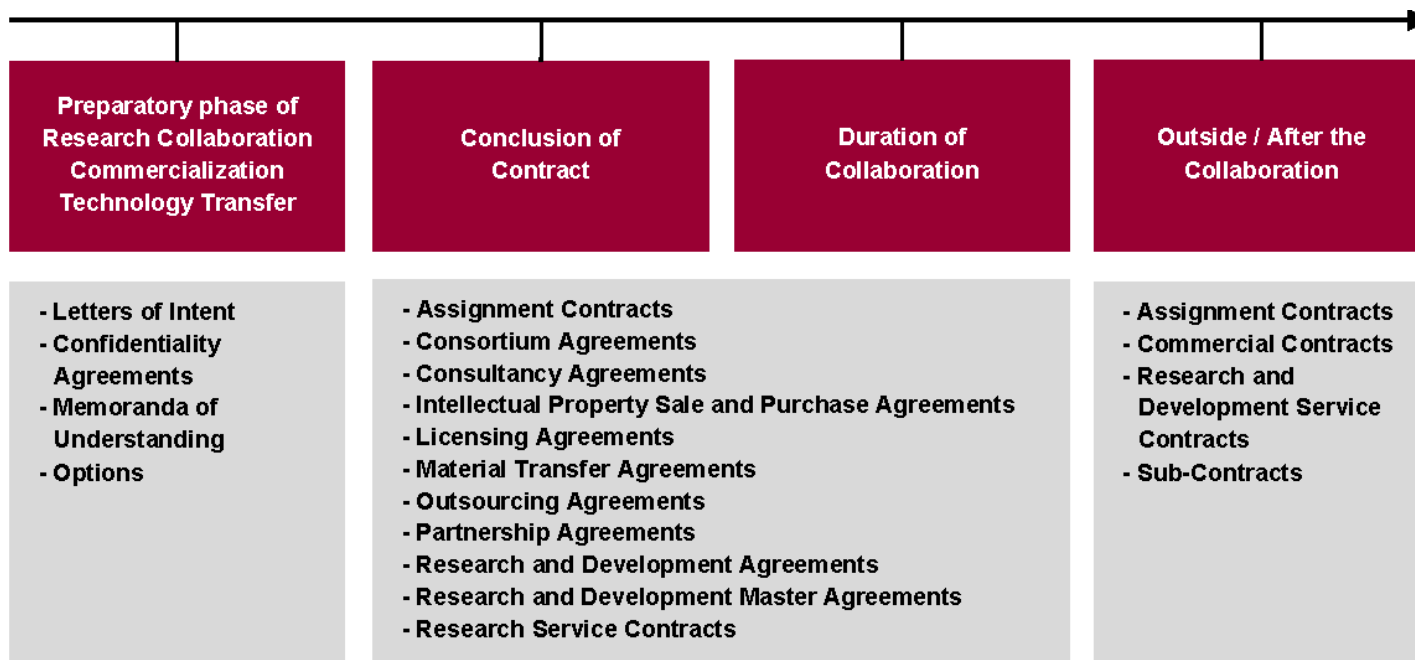 Preparatory phase of
Research Collaboration
Commercialization
Technology Transfer
Conclusion of
Contract
Duration of
Collaboration
Outside / After the
Collaboration
- Letters of Intent
- Confidentiality
Agreements
- Memoranda of
Understanding
- Options
- Assignment Contracts
- Consortium Agreements
- Consultancy Agreements
- Intellectual Property Sale and Purchase Agreements
- Licensing Agreements
- Material Transfer Agreements
- Outsourcing Agreements
- Partnership Agreements
- Research and Development Agreements
- Research and Development Master Agreements
- Research Service Contracts
- Assignment Contracts
- Commercial Contracts
- Research and
Development Service
Contracts
- Sub-Contracts